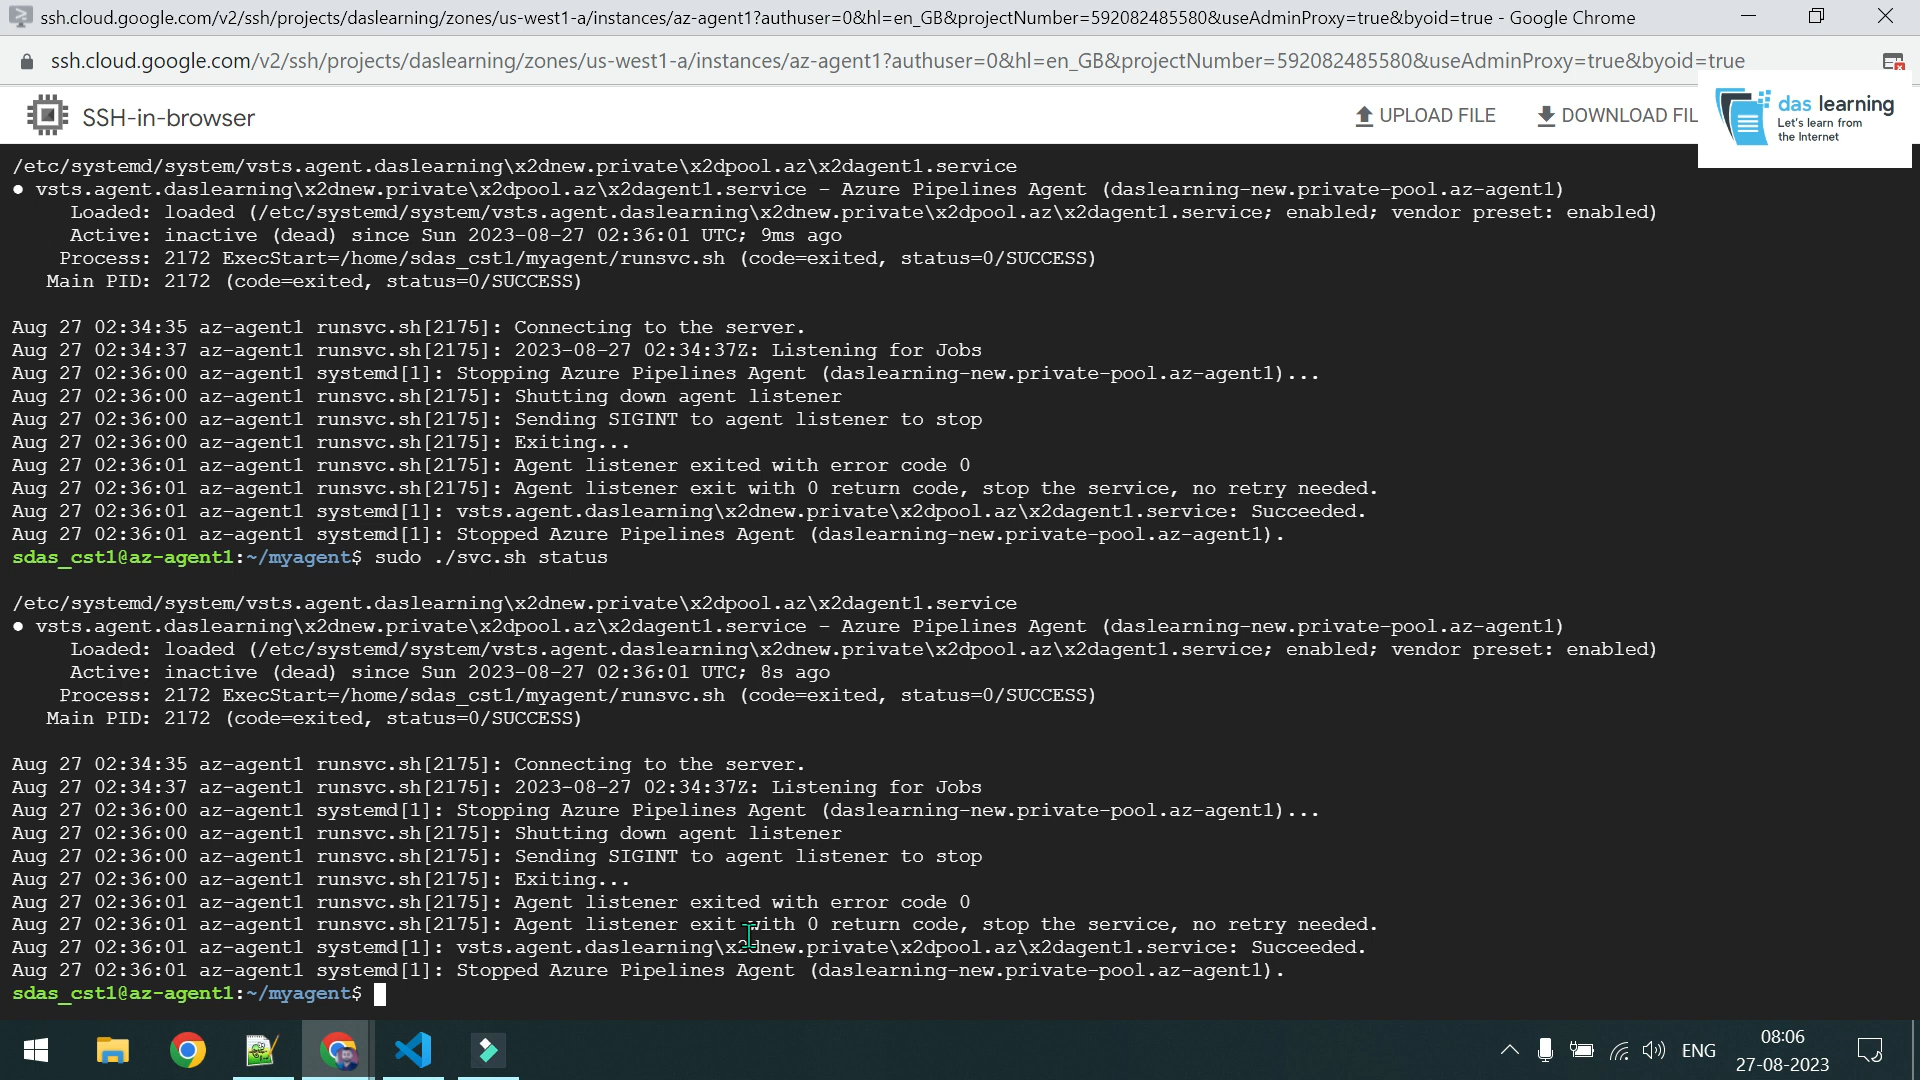 ssh.cloud.google.com/v2/ssh/projects/daslearning/zones/us-west1-a/instances/az-agent1?authuser=0&hl=en_GB&projectNumber=592082485580&useAdminProxy=true&byoid=true - Google Chrome
ssh.cloud.google.com/v2/ssh/projects/daslearning/zones/us-west1-a/instances/az-agent1?authuser=0&hl=en_GB&projectNumber=592082485580&useAdminProxy=true&byoid=true
SSH-in-browser
UPLOAD FILE
DOWNLOAD FIL
das learning
Let's learn from
the Internet
/etc/systemd/system/vsts.agent.daslearning\x2dnew.private\x2dpool.az\x2dagent1.service
● vsts.agent.daslearning\x2dnew.private\x2dpool.az\x2dagent1.service - Azure Pipelines Agent (daslearning-new.private-pool.az-agent1)
Loaded: loaded (/etc/systemd/system/vsts.agent.daslearning\x2dnew.private\x2dpool.az\x2dagent1.service; enabled; vendor preset: enabled)
Active: inactive (dead) since Sun 2023-08-27 02:36:01 UTC; 9ms ago
Process: 2172 ExecStart=/home/sdas_cst1/myagent/runsvc.sh (code=exited, status=0/SUCCESS)
Main PID: 2172 (code=exited, status=0/SUCCESS)
Aug 27 02:34:35 az-agent1 runsvc.sh[2175]: Connecting to the server.
Aug 27 02:34:37 az-agent1 runsvc.sh[2175]: 2023-08-27 02:34:37Z: Listening for Jobs
Aug 27 02:36:00 az-agent1 systemd[1]: Stopping Azure Pipelines Agent (daslearning-new.private-pool.az-agent1)...
Aug 27 02:36:00 az-agent1 runsvc.sh[2175]: Shutting down agent listener
Aug 27 02:36:00 az-agent1 runsvc.sh[2175]: Sending SIGINT to agent listener to stop
Aug 27 02:36:00 az-agent1 runsvc.sh[2175]: Exiting...
Aug 27 02:36:01 az-agent1 runsvc.sh[2175]: Agent listener exited with error code 0
Aug 27 02:36:01 az-agent1 runsvc.sh[2175]: Agent listener exit with 0 return code, stop the service, no retry needed.
Aug 27 02:36:01 az-agent1 systemd[1]: vsts.agent.daslearning\x2dnew.private\x2dpool.az\x2dagent1.service: Succeeded.
Aug 27 02:36:01 az-agent1 systemd[1]: Stopped Azure Pipelines Agent (daslearning-new.private-pool.az-agent1).
sdas_cst1@az-agent1:~/myagent$ sudo ./svc.sh status
/etc/systemd/system/vsts.agent.daslearning\x2dnew.private\x2dpool.az\x2dagent1.service
● vsts.agent.daslearning\x2dnew.private\x2dpool.az\x2dagent1.service - Azure Pipelines Agent (daslearning-new.private-pool.az-agent1)
Loaded: loaded (/etc/systemd/system/vsts.agent.daslearning\x2dnew.private\x2dpool.az\x2dagent1.service; enabled; vendor preset: enabled)
Active: inactive (dead) since Sun 2023-08-27 02:36:01 UTC; 8s ago
Process: 2172 ExecStart=/home/sdas_cst1/myagent/runsvc.sh (code=exited, status=0/SUCCESS)
Main PID: 2172 (code=exited, status=0/SUCCESS)
Aug 27 02:34:35 az-agent1 runsvc.sh[2175]: Connecting to the server.
Aug 27 02:34:37 az-agent1 runsvc.sh[2175]: 2023-08-27 02:34:37Z: Listening for Jobs
Aug 27 02:36:00 az-agent1 systemd[1]: Stopping Azure Pipelines Agent (daslearning-new.private-pool.az-agent1)...
Aug 27 02:36:00 az-agent1 runsvc.sh[2175]: Shutting down agent listener
Aug 27 02:36:00 az-agent1 runsvc.sh[2175]: Sending SIGINT to agent listener to stop
Aug 27 02:36:00 az-agent1 runsvc.sh[2175]: Exiting...
Aug 27 02:36:01 az-agent1 runsvc.sh[2175]: Agent listener exited with error code 0
Aug 27 02:36:01 az-agent1 runsvc.sh[2175]: Agent listener exit with 0 return code, stop the service, no retry needed.
Aug 27 02:36:01 az-agent1 systemd[1]: vsts.agent.daslearning\x2dnew.private\x2dpool.az\x2dagent1.service: Succeeded.
Aug 27 02:36:01 az-agent1 systemd[1]: Stopped Azure Pipelines Agent (daslearning-new.private-pool.az-agent1).
sdas_cst1@az-agent1:~/myagent$
ENG
08:06
27-08-2023